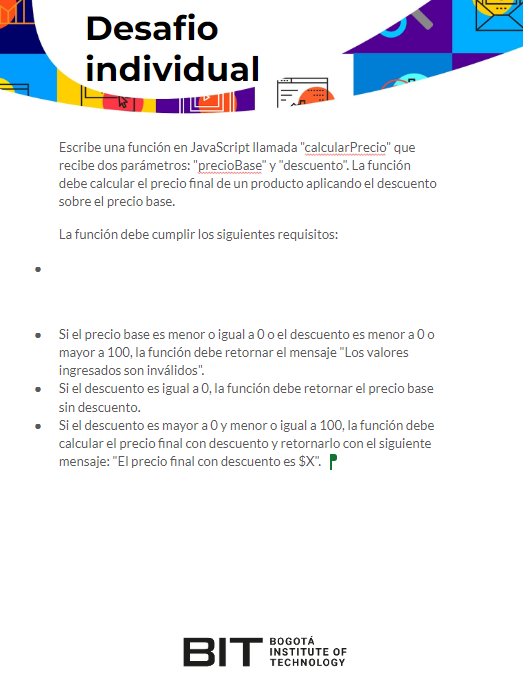 Desafio
individual
Escribe una función en JavaScript llamada "calcularPrecio" que
recibe dos parámetros: "precioBase" y "descuento". La función
debe calcular el precio final de un producto aplicando el descuento
sobre el precio base.
La función debe cumplir los siguientes requisitos:
•
• Si el precio base es menor o igual a 0 o el descuento es menor a 0 o
mayor a 100, la función debe retornar el mensaje "Los valores
ingresados son inválidos".
• Si el descuento es igual a 0, la función debe retornar el precio base
sin descuento.
• Si el descuento es mayor a 0 y menor o igual a 100, la función debe
calcular el precio final con descuento y retornarlo con el siguiente
mensaje: "El precio final con descuento es $X".
BIT BOGOTÁ
INSTITUTE OF
TECHNOLOGY